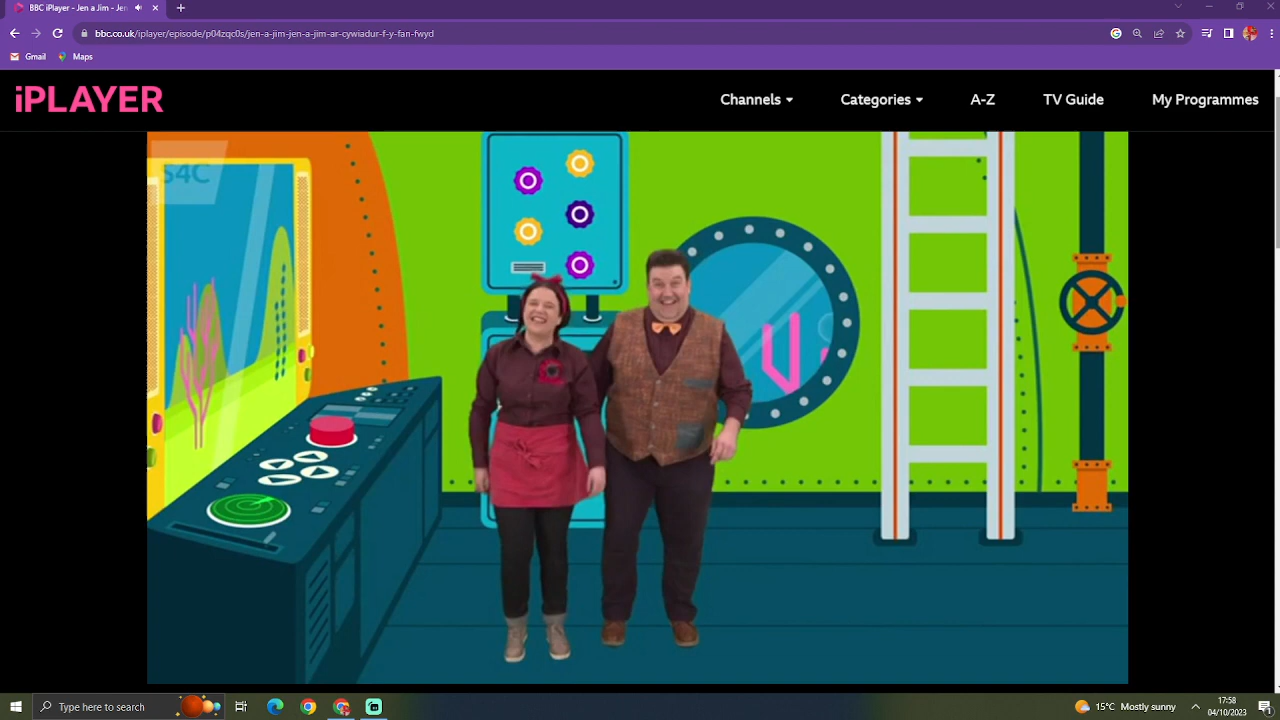 BBC iPlayer - Jen a Jim - Jen
bbc.co.uk/iplayer/episode/p04zqc0s/jen-a-jim-jen-a-jim-ar-cywiadur-f-y-fan-fwyd
Gmail Maps
iPLAYER
Channels Categories A-Z TV Guide My Programmes
S4C
Type here to search
15°C Mostly sunny
17:58
04/10/2023